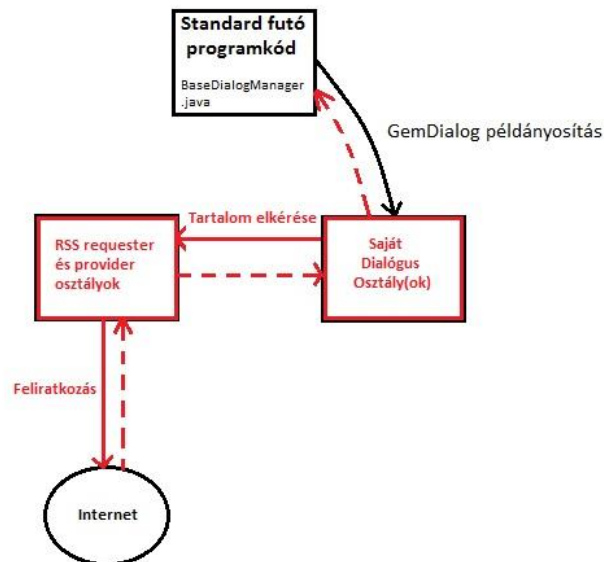 Standard futó
programkód
BaseDialogManager
.java
GemDialog példányosítás
Tartalom elkérése
RSS requester
és provider
osztályok
Saját
Dialógus
Osztály(ok)
Feliratkozás
Internet